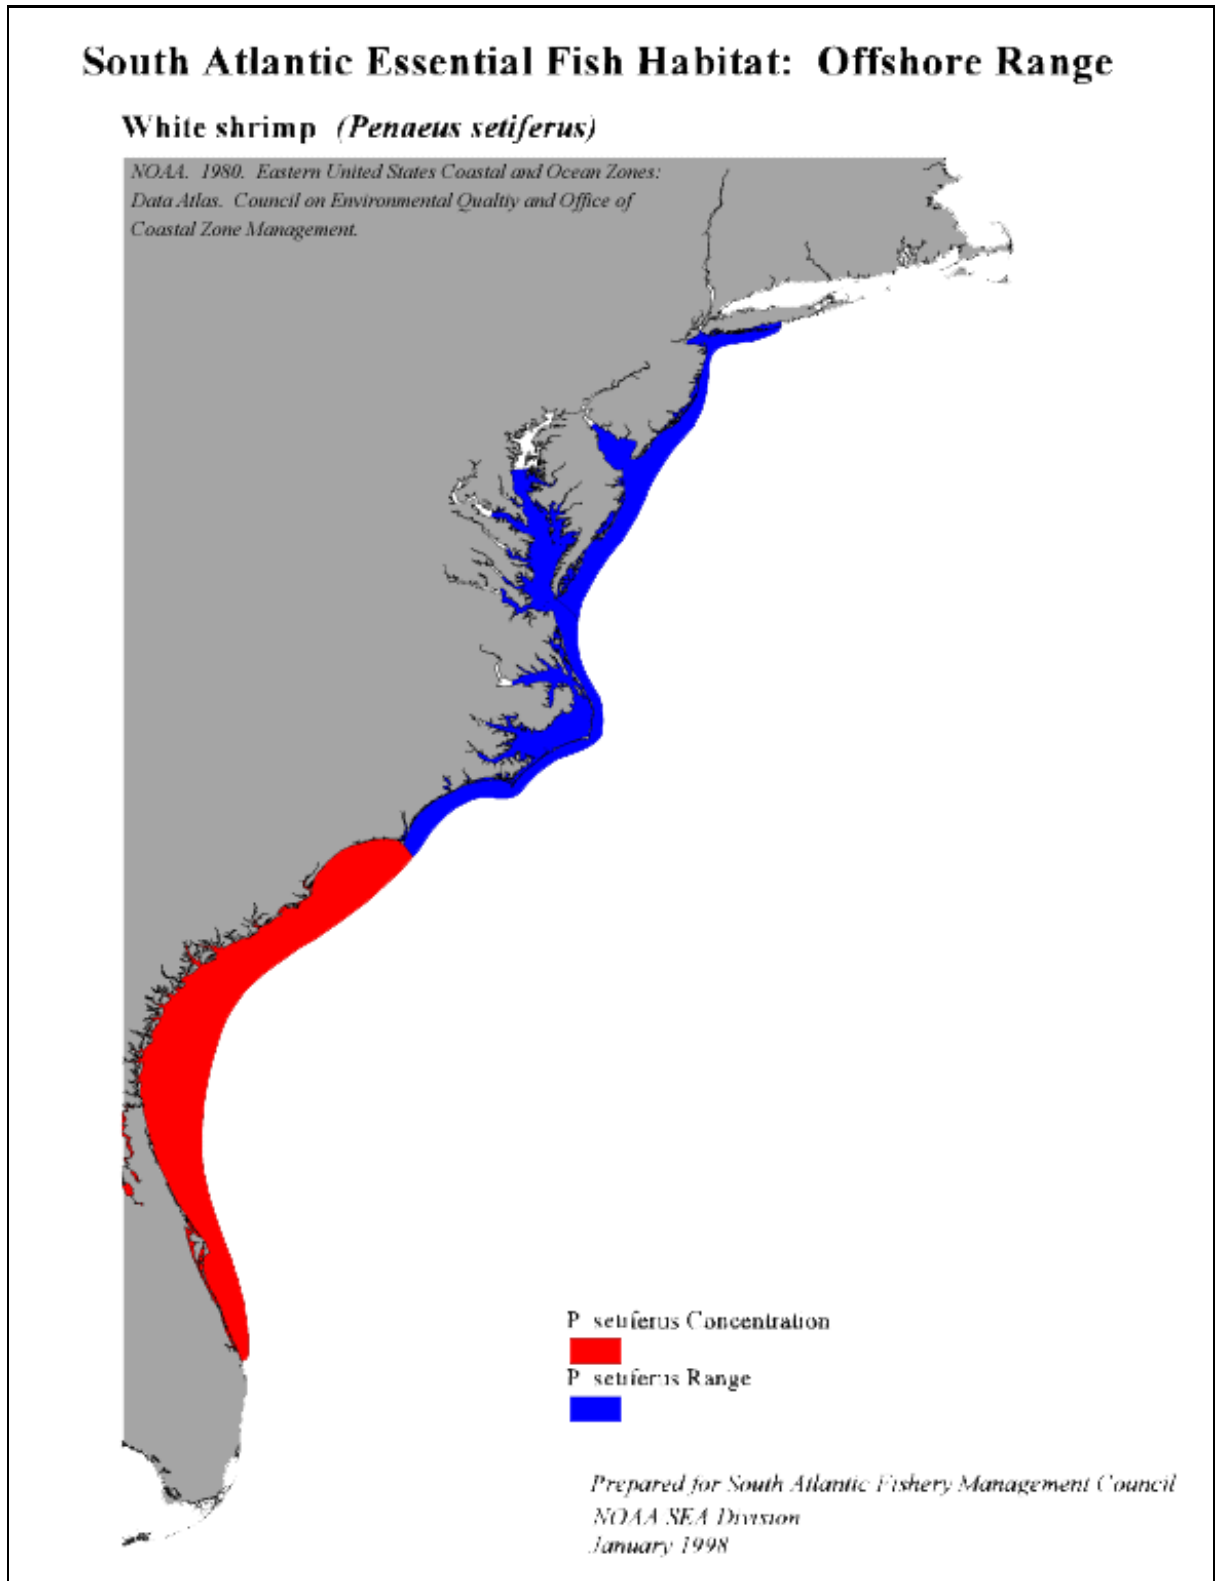 South Atlantic Essential Fish Habitat: Offshore Range
White shrimp (Penaeus setiferus)
NOAA. 1980. Eastern United States Coastal and Ocean Zones:
Data Atlas. Council on Environmental Qualtiy and Office of
Coastal Zone Management.
P setiferus Concentration
P setiferus Range
Prepared for South Atlantic Fishery Management Council
NOAA SEA Division
January 1998